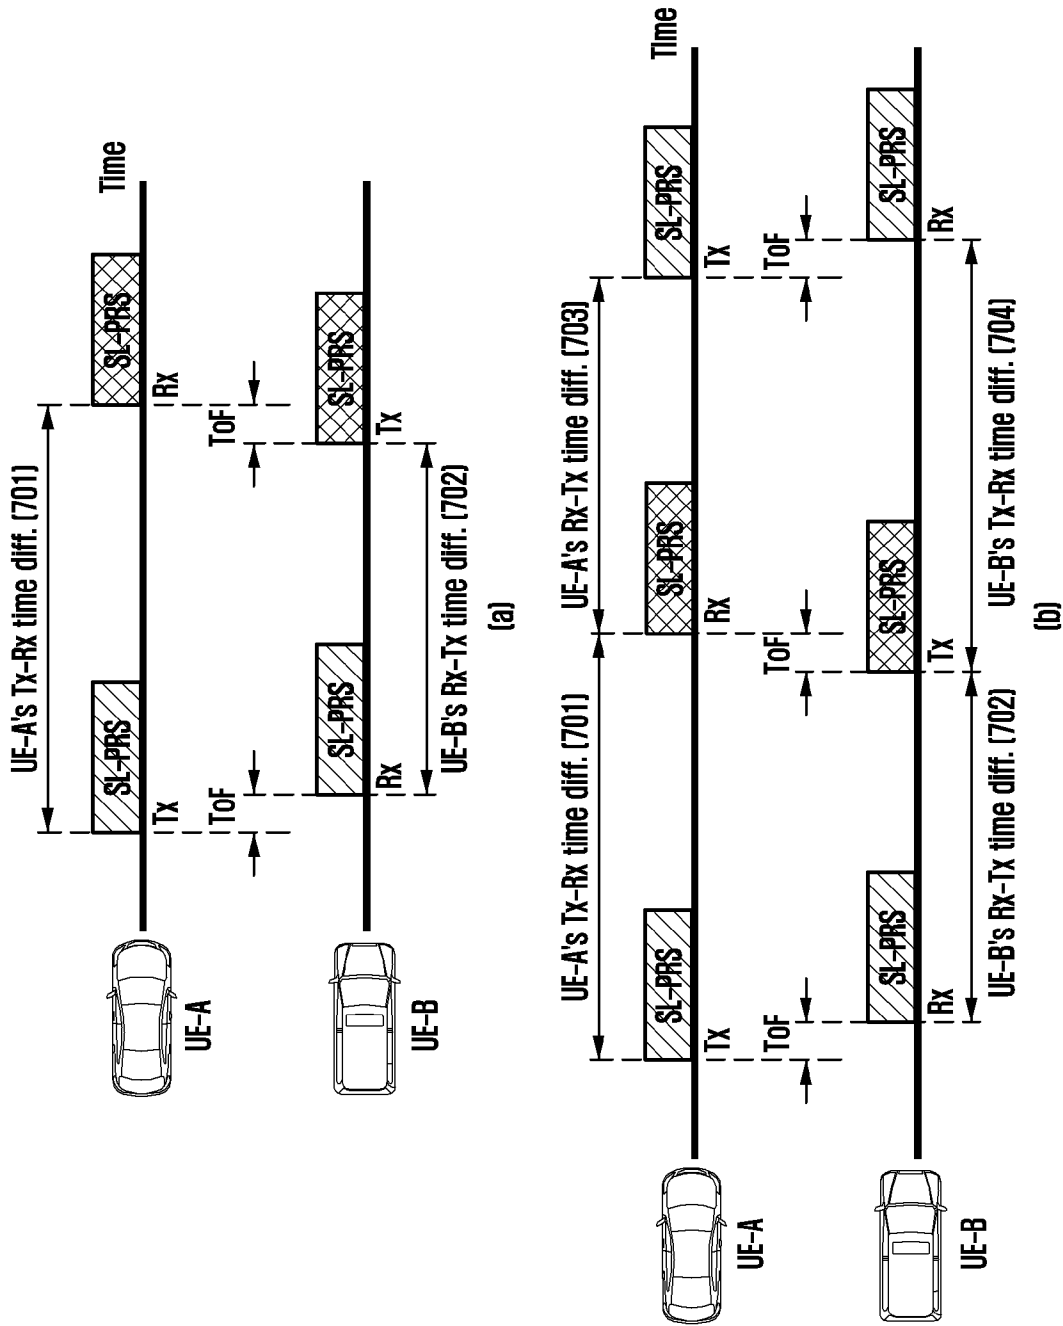 UE-A's Tx-Rx time diff. (701)
Time
SL-PRS
SL-PRS
UE-A
Tx
Rx
ToF
ToF
SL-PRS
SL-PRS
UE-B
Rx
Tx
UE-B's Rx-Tx time diff. (702)
(a)
UE-A's Tx-Rx time diff. (701)
UE-A's Rx-Tx time diff. (703)
Time
SL-PRS
SL-PRS
SL-PRS
UE-A
Tx
Rx
Tx
ToF
ToF
ToF
SL-PRS
SL-PRS
SL-PRS
UE-B
Rx
Tx
Rx
UE-B's Rx-Tx time diff. (702)
UE-B's Tx-Rx time diff. (704)
(b)